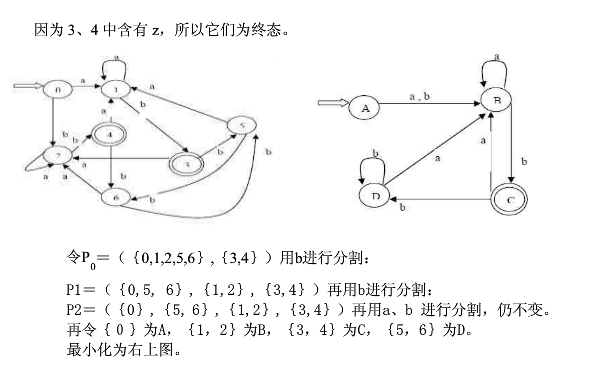 因为 3、4 中含有 z，所以它们为终态。
a
a
0
a
1
a
b
a
b
b
4
5
2
a
3
b
b
a
a
b
6
b
a
a , b
A
B
a
a
b
b
D
b
C
令P0＝（｛0,1,2,5,6｝,｛3,4｝）用b进行分割：
P1＝（｛0,5, 6｝,｛1,2｝,｛3,4｝）再用b进行分割：
P2＝（｛0｝,｛5, 6｝,｛1,2｝,｛3,4｝）再用a、b 进行分割，仍不变。
再令｛ 0 ｝为A,｛1, 2｝为B,｛3, 4｝为C,｛5, 6｝为D。
最小化为右上图。